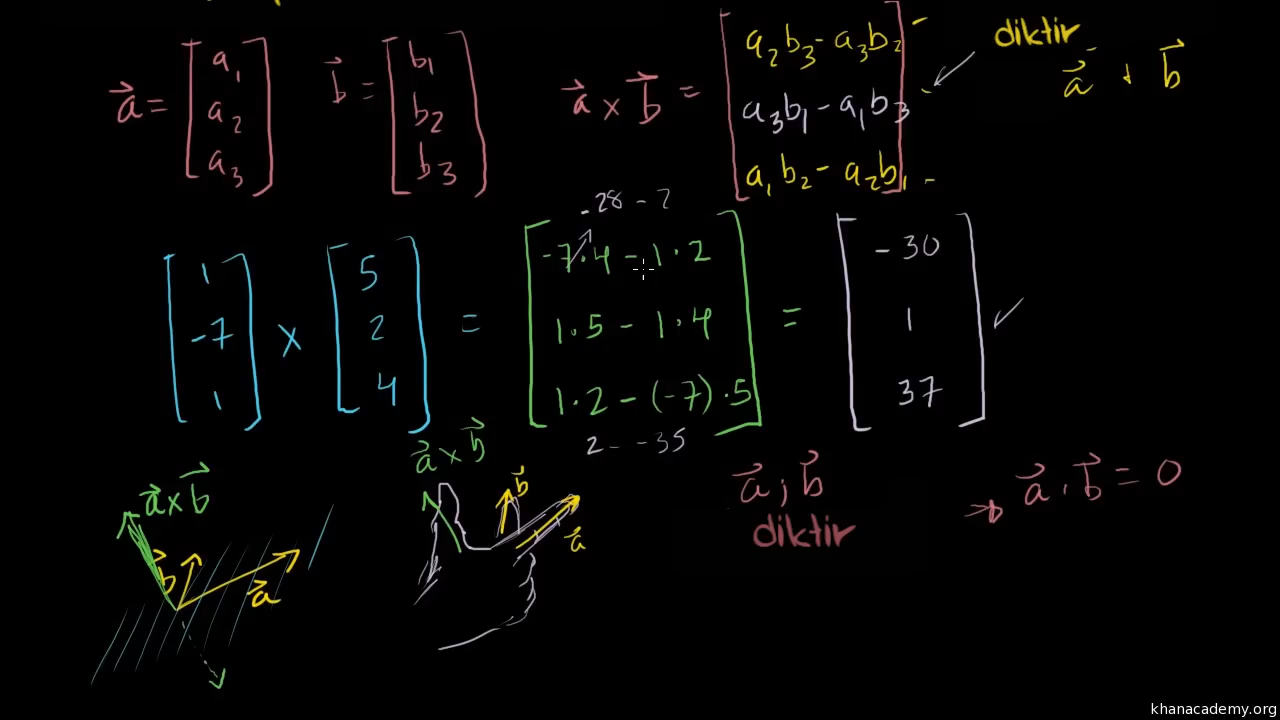 diktir
a⃗ = [a₁ a₂ a₃] b⃗ = [b₁ b₂ b₃] a⃗ × b⃗ = [a₂b₃ - a₃b₂ a₃b₁ - a₁b₃ a₁b₂ - a₂b₁] a⃗ ı b⃗
-28 - 2
[1 -7 1] × [5 2 4] = [-7·4 - 1·2 1·5 - 1·4 1·2 - (-7)·5] = [-30 1 37]
2 - -35
a⃗ × b⃗
b⃗
a⃗
a⃗ × b⃗
b⃗
a⃗
a⃗ ; b⃗
diktir
⇒ a⃗ · b⃗ = 0
khanacademy.org